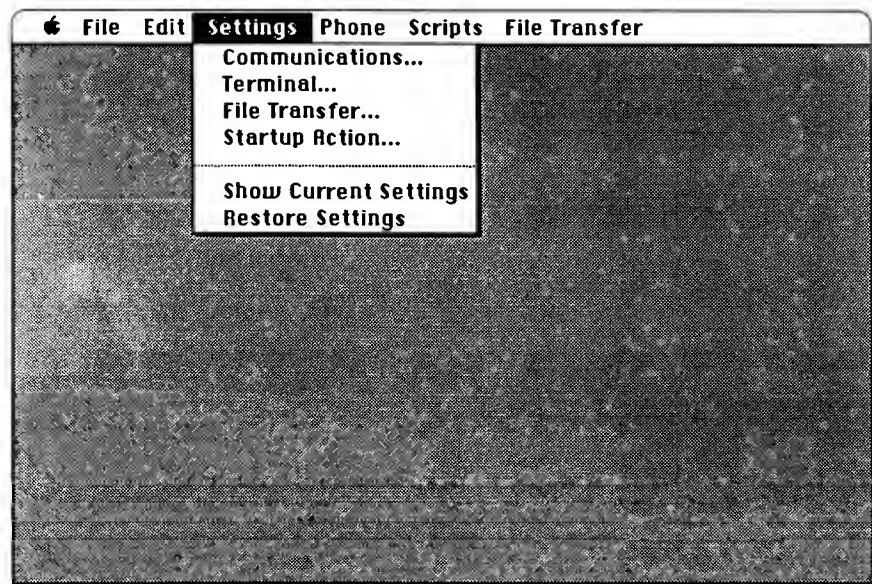 File Edit Settings Phone Scripts File Transfer
Communications...
Terminal...
File Transfer...
Startup Action...
Show Current Settings
Restore Settings